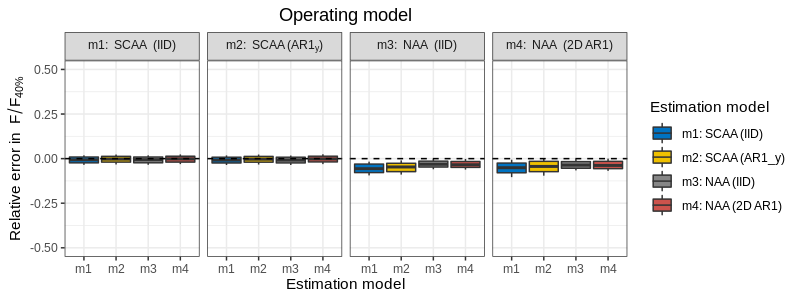 Operating model
m1: SCAA (IID)
m2: SCAA (AR1y)
m3: NAA (IID)
m4: NAA (2D AR1)
Relative error in F/F40%
0.50
0.25
0.00
-0.25
-0.50
m1 m2 m3 m4
m1 m2 m3 m4
m1 m2 m3 m4
m1 m2 m3 m4
Estimation model
Estimation model
m1: SCAA (IID)
m2: SCAA (AR1_y)
m3: NAA (IID)
m4: NAA (2D AR1)